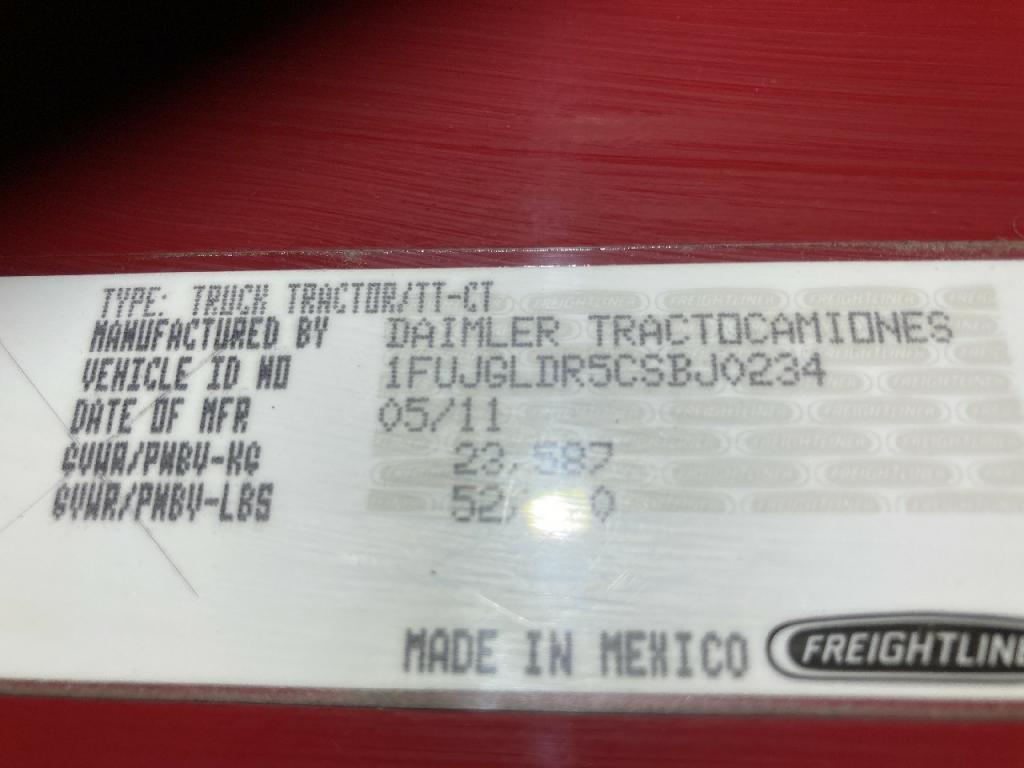 TYPE: TRUCK TRACTOR/TT-CT
MANUFACTURED BY DAIMLER TRACTOCAMIONES
VEHICLE ID NO 1FUJGLDR5CSBJ0234
DATE OF MFR 05/11
GVWR/PNBV-KG 23,587
GVWR/PNBV-LBS
MADE IN MEXICO FREIGHTLINE